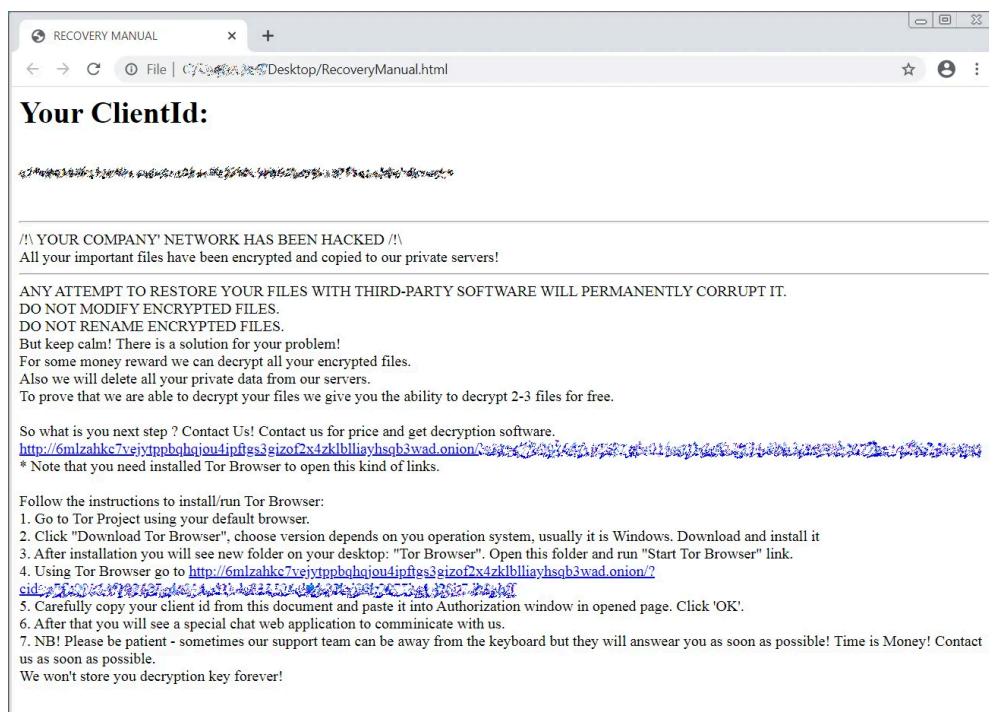 RECOVERY MANUAL
File | Desktop/RecoveryManual.html
Your ClientId:
/!\ YOUR COMPANY' NETWORK HAS BEEN HACKED /!\
All your important files have been encrypted and copied to our private servers!
ANY ATTEMPT TO RESTORE YOUR FILES WITH THIRD-PARTY SOFTWARE WILL PERMANENTLY CORRUPT IT.
DO NOT MODIFY ENCRYPTED FILES.
DO NOT RENAME ENCRYPTED FILES.
But keep calm! There is a solution for your problem!
For some money reward we can decrypt all your encrypted files.
Also we will delete all your private data from our servers.
To prove that we are able to decrypt your files we give you the ability to decrypt 2-3 files for free.
So what is you next step ? Contact Us! Contact us for price and get decryption software.
http://6mlzahkc7vejytppbqhqjou4ipftgs3gizof2x4zklblliayhsqb3wad.onion/
* Note that you need installed Tor Browser to open this kind of links.
Follow the instructions to install/run Tor Browser:
1. Go to Tor Project using your default browser.
2. Click "Download Tor Browser", choose version depends on you operation system, usually it is Windows. Download and install it
3. After installation you will see new folder on your desktop: "Tor Browser". Open this folder and run "Start Tor Browser" link.
4. Using Tor Browser go to http://6mlzahkc7vejytppbqhqjou4ipftgs3gizof2x4zklblliayhsqb3wad.onion/?
cid=
5. Carefully copy your client id from this document and paste it into Authorization window in opened page. Click 'OK'.
6. After that you will see a special chat web application to comminicate with us.
7. NB! Please be patient - sometimes our support team can be away from the keyboard but they will answear you as soon as possible! Time is Money! Contact
us as soon as possible.
We won't store you decryption key forever!